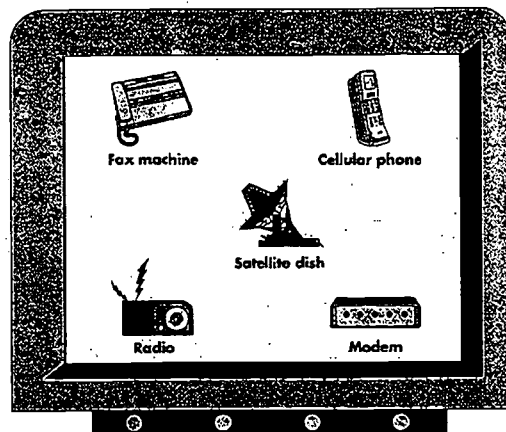 Fax machine
Cellular phone
Satellite dish
Radio
Modem